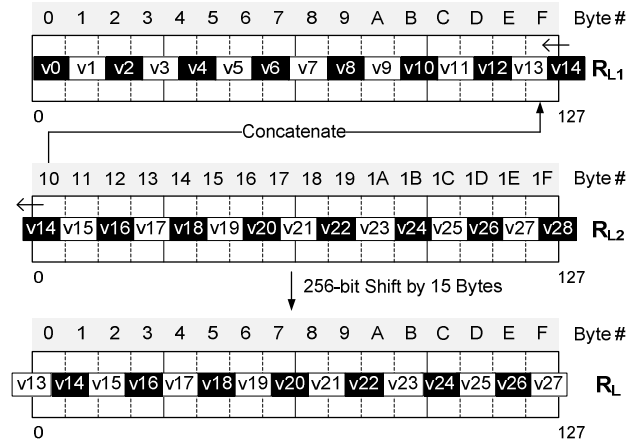 0 1 2 3 4 5 6 7 8 9 A B C D E F Byte #
v0 v1 v2 v3 v4 v5 v6 v7 v8 v9 v10 v11 v12 v13 v14 RL1
0 127
Concatenate
10 11 12 13 14 15 16 17 18 19 1A 1B 1C 1D 1E 1F Byte #
v14 v15 v16 v17 v18 v19 v20 v21 v22 v23 v24 v25 v26 v27 v28 RL2
0 127
256-bit Shift by 15 Bytes
0 1 2 3 4 5 6 7 8 9 A B C D E F Byte #
v13 v14 v15 v16 v17 v18 v19 v20 v21 v22 v23 v24 v25 v26 v27 RL
0 127